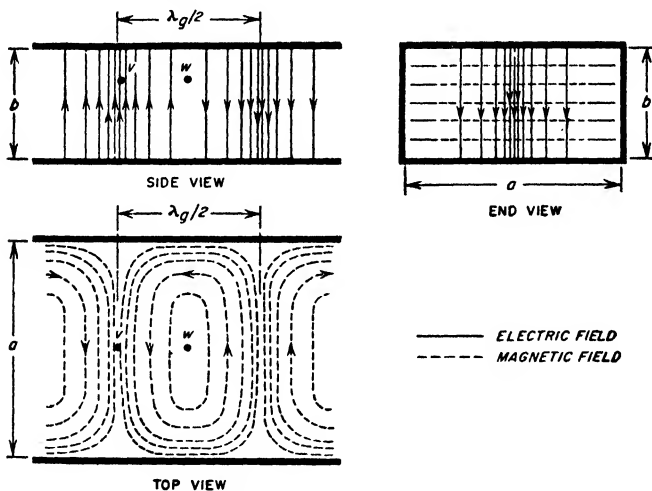 λg/2
b
v
w
SIDE VIEW
b
a
END VIEW
λg/2
a
v
w
TOP VIEW
ELECTRIC FIELD
MAGNETIC FIELD